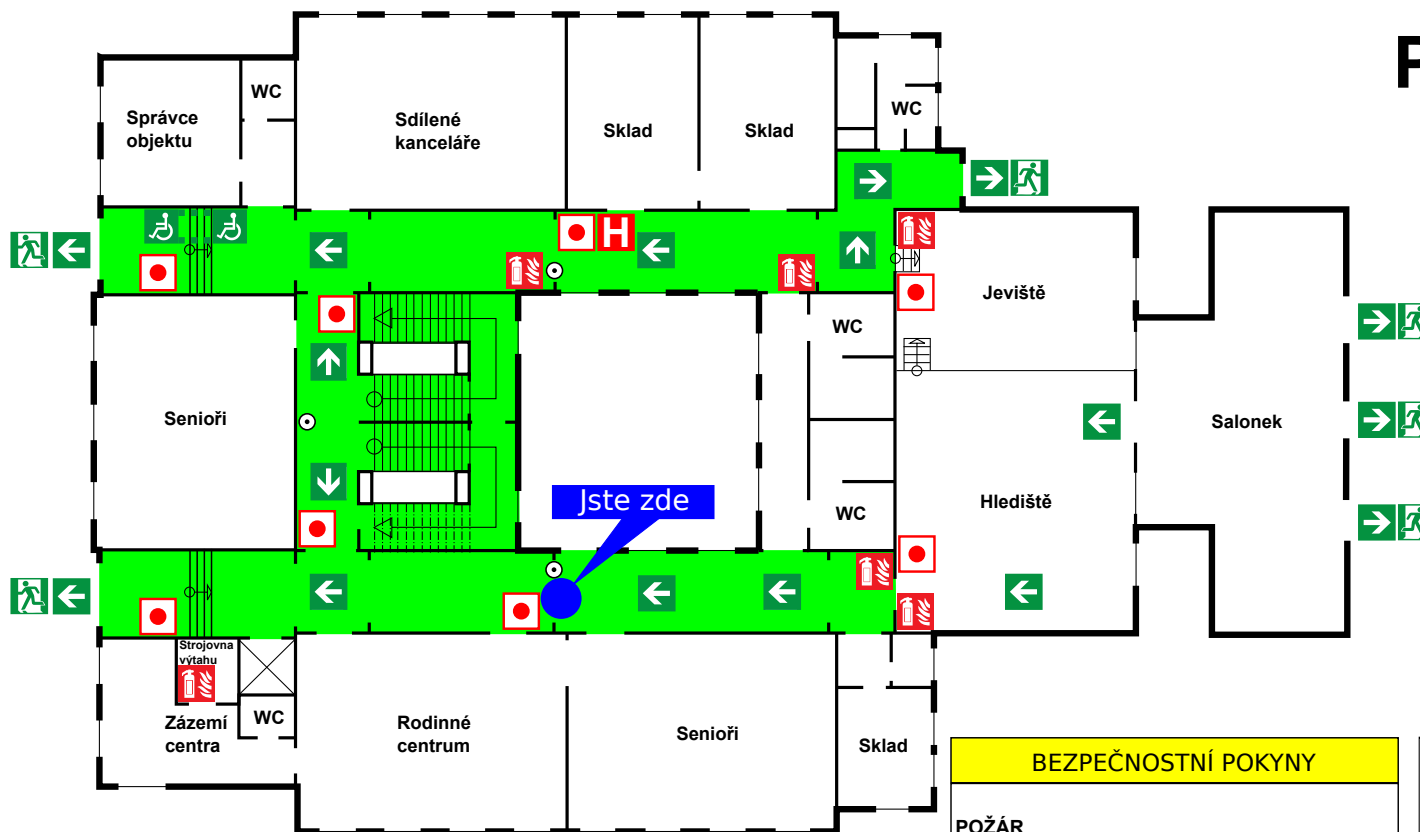 P
WC
Správce
objektu
Sdílené
kanceláře
Sklad
Sklad
WC
H
Jeviště
WC
Senioři
Salonek
Jste zde
WC
Hlediště
Strojovna
výtahu
Zázemí
centra
WC
Rodinné
centrum
Senioři
Sklad
BEZPEČNOSTNÍ POKYNY
POŽÁR